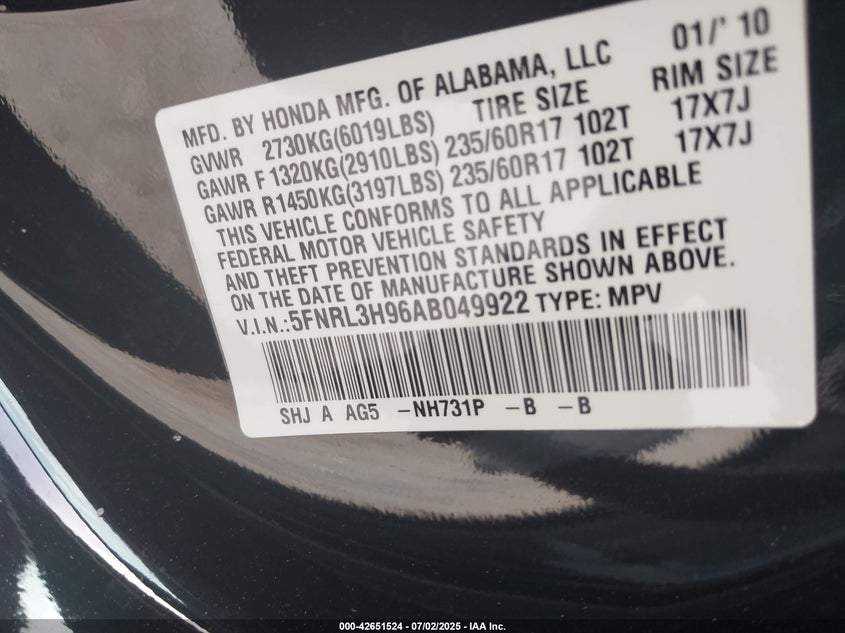 MFD. BY HONDA MFG. OF ALABAMA, LLC 01/' 10
GVWR 2730KG(6019LBS) TIRE SIZE RIM SIZE
GAWR F 1320KG(2910LBS) 235/60R17 102T 17X7J
GAWR R1450KG(3197LBS) 235/60R17 102T 17X7J
THIS VEHICLE CONFORMS TO ALL APPLICABLE
FEDERAL MOTOR VEHICLE SAFETY
AND THEFT PREVENTION STANDARDS IN EFFECT
ON THE DATE OF MANUFACTURE SHOWN ABOVE.
V.I.N.:5FNRL3H96AB049922 TYPE: MPV
SHJ A AG5 -NH731P -B -B
000-42651524 - 07/02/2025 - IAA Inc.